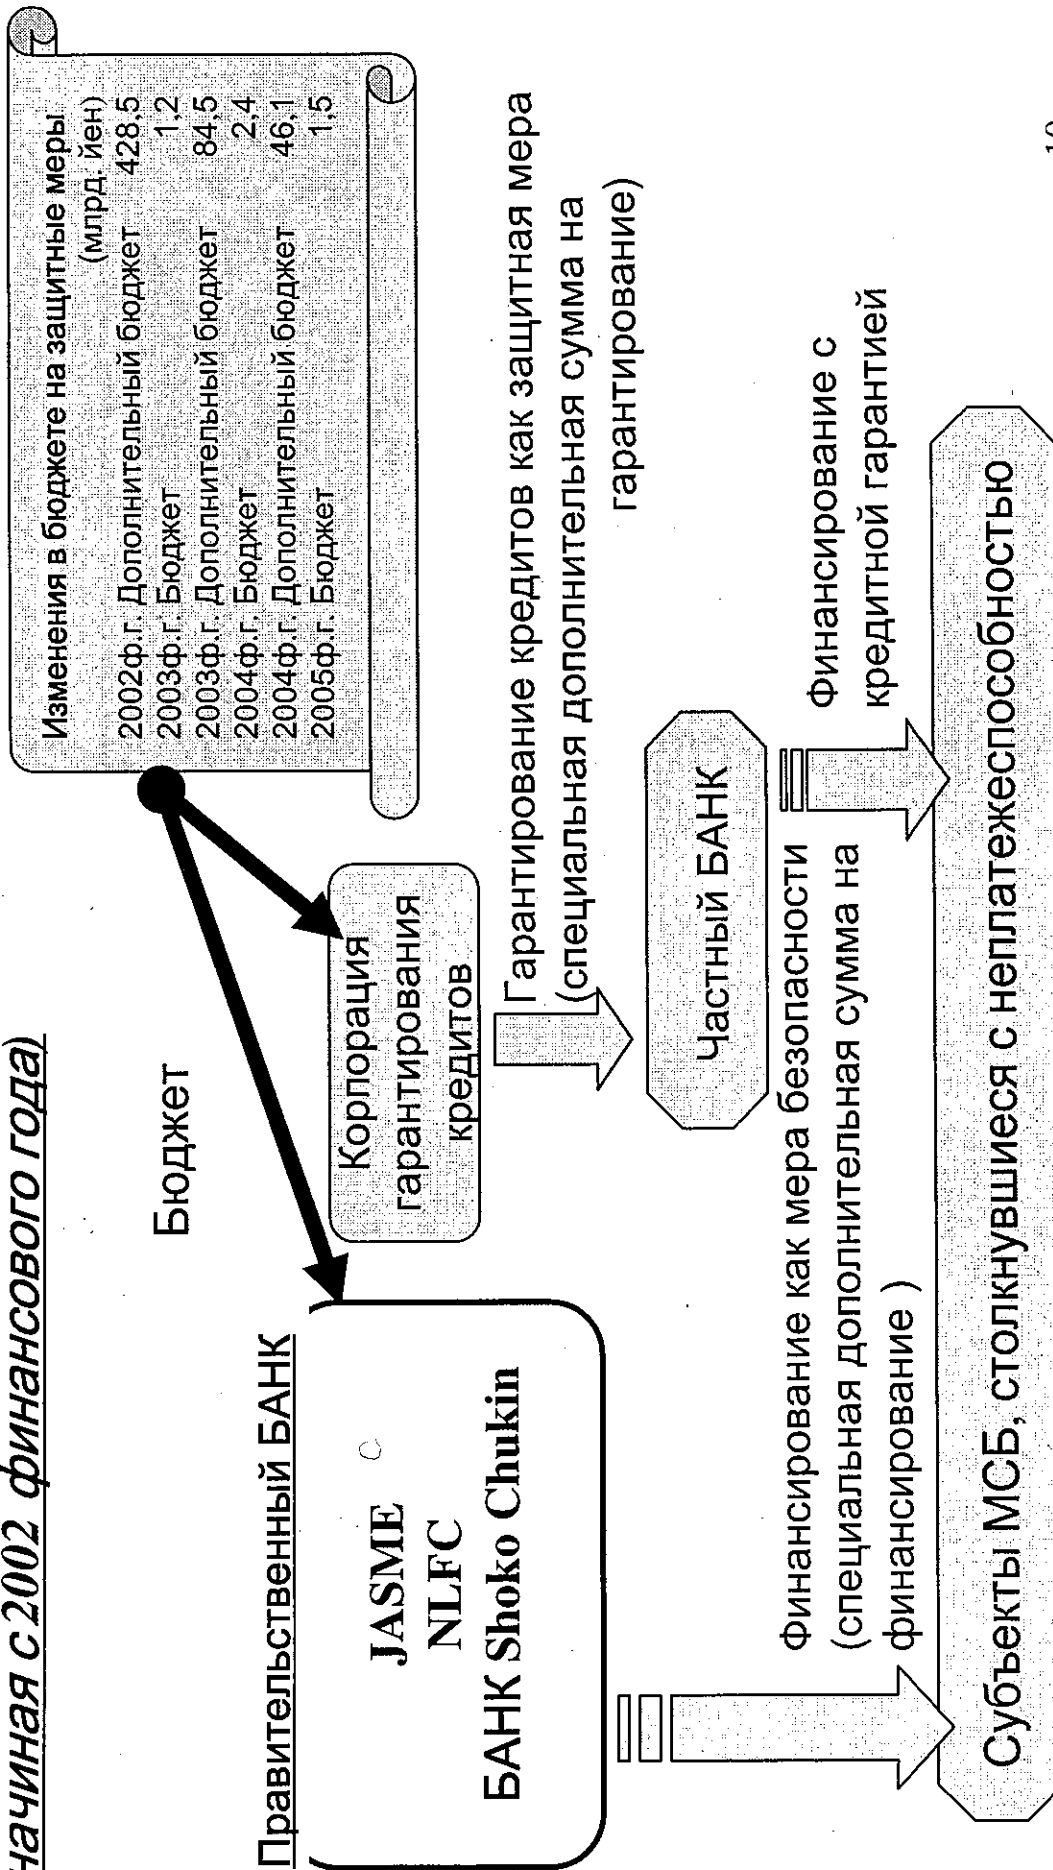 начиная с 2002 финансового года)
Изменения в бюджете на защитные меры
(млрд. йен)
2002ф.г. Дополнительный бюджет 428,5
2003ф.г. Бюджет 1,2
2003ф.г. Дополнительный бюджет 84,5
2004ф.г. Бюджет 2,4
2004ф.г. Дополнительный бюджет 46,1
2005ф.г. Бюджет 1,5
Бюджет
Правительственный БАНК
JASME
NLFC
БАНК Shoko Chukin
Корпорация
гарантирования
кредитов
Гарантирование кредитов как защитная мера
(специальная дополнительная сумма на
гарантирование)
Частный БАНК
Финансирование как мера безопасности
(специальная дополнительная сумма на
финансирование )
Финансирование с
кредитной гарантией
Субъекты МСБ, столкнувшиеся с неплатежеспособностью